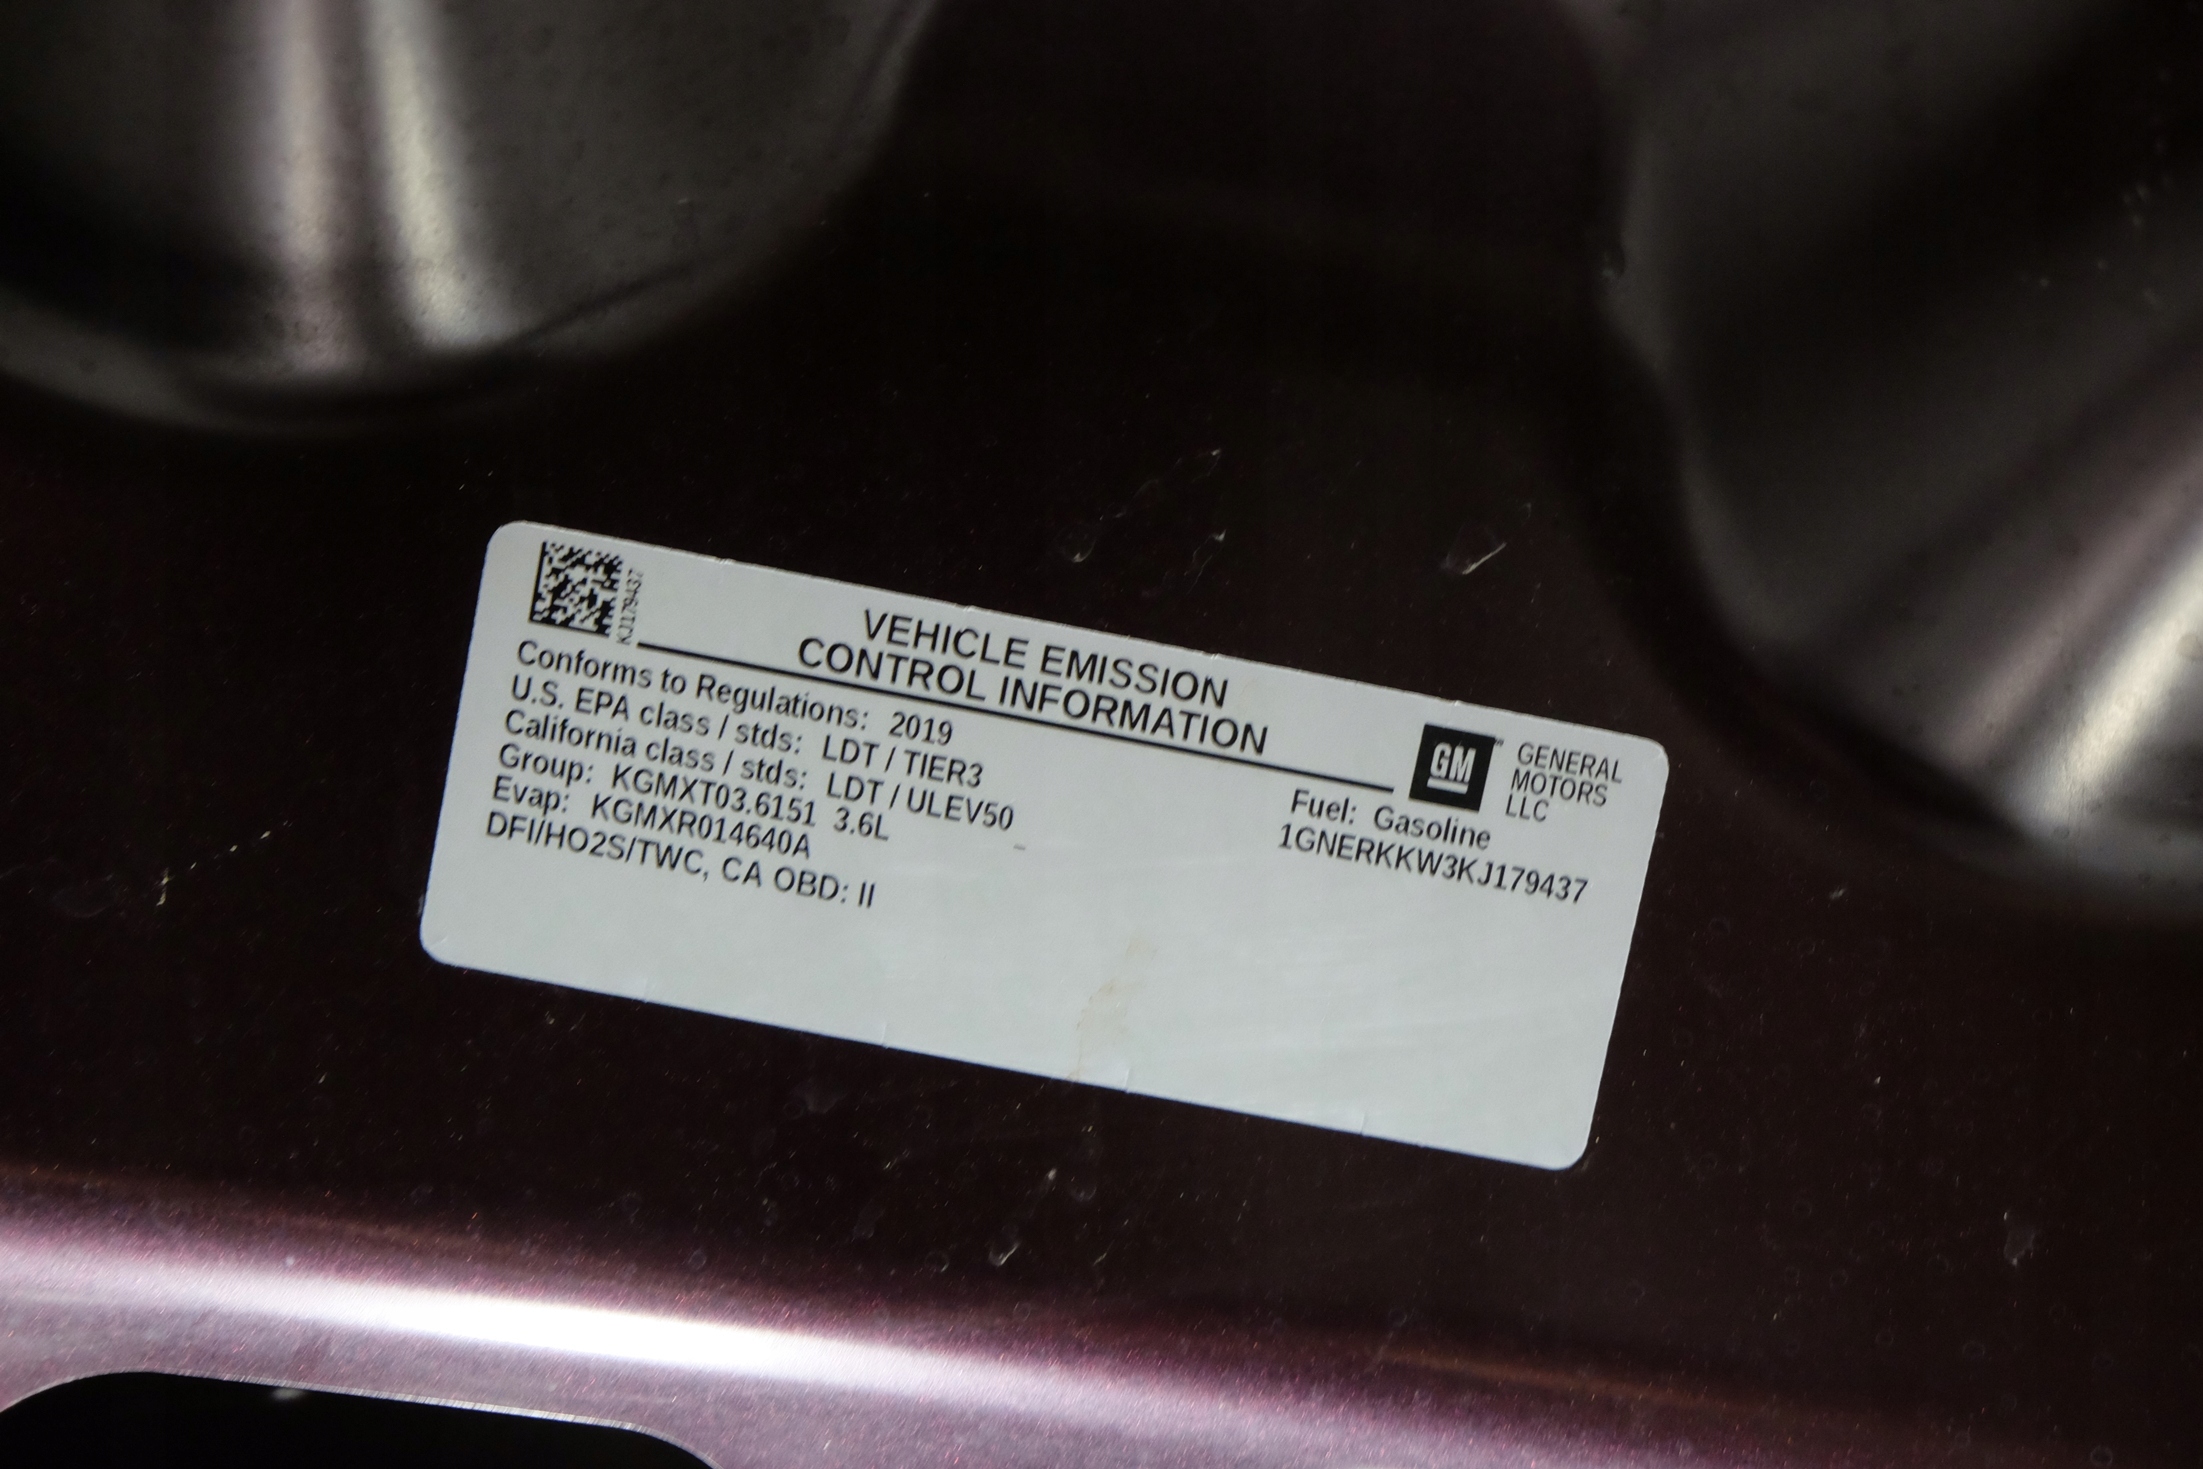 KJ179437
VEHICLE EMISSION
CONTROL INFORMATION
GM
GENERAL
MOTORS
LLC
Conforms to Regulations: 2019
U.S. EPA class / stds: LDT / TIER3
California class / stds: LDT / ULEV50
Group: KGMXT03.6151 3.6L
Evap: KGMXR014640A
DFI/HO2S/TWC, CA OBD: II
Fuel: Gasoline
1GNERKKW3KJ179437